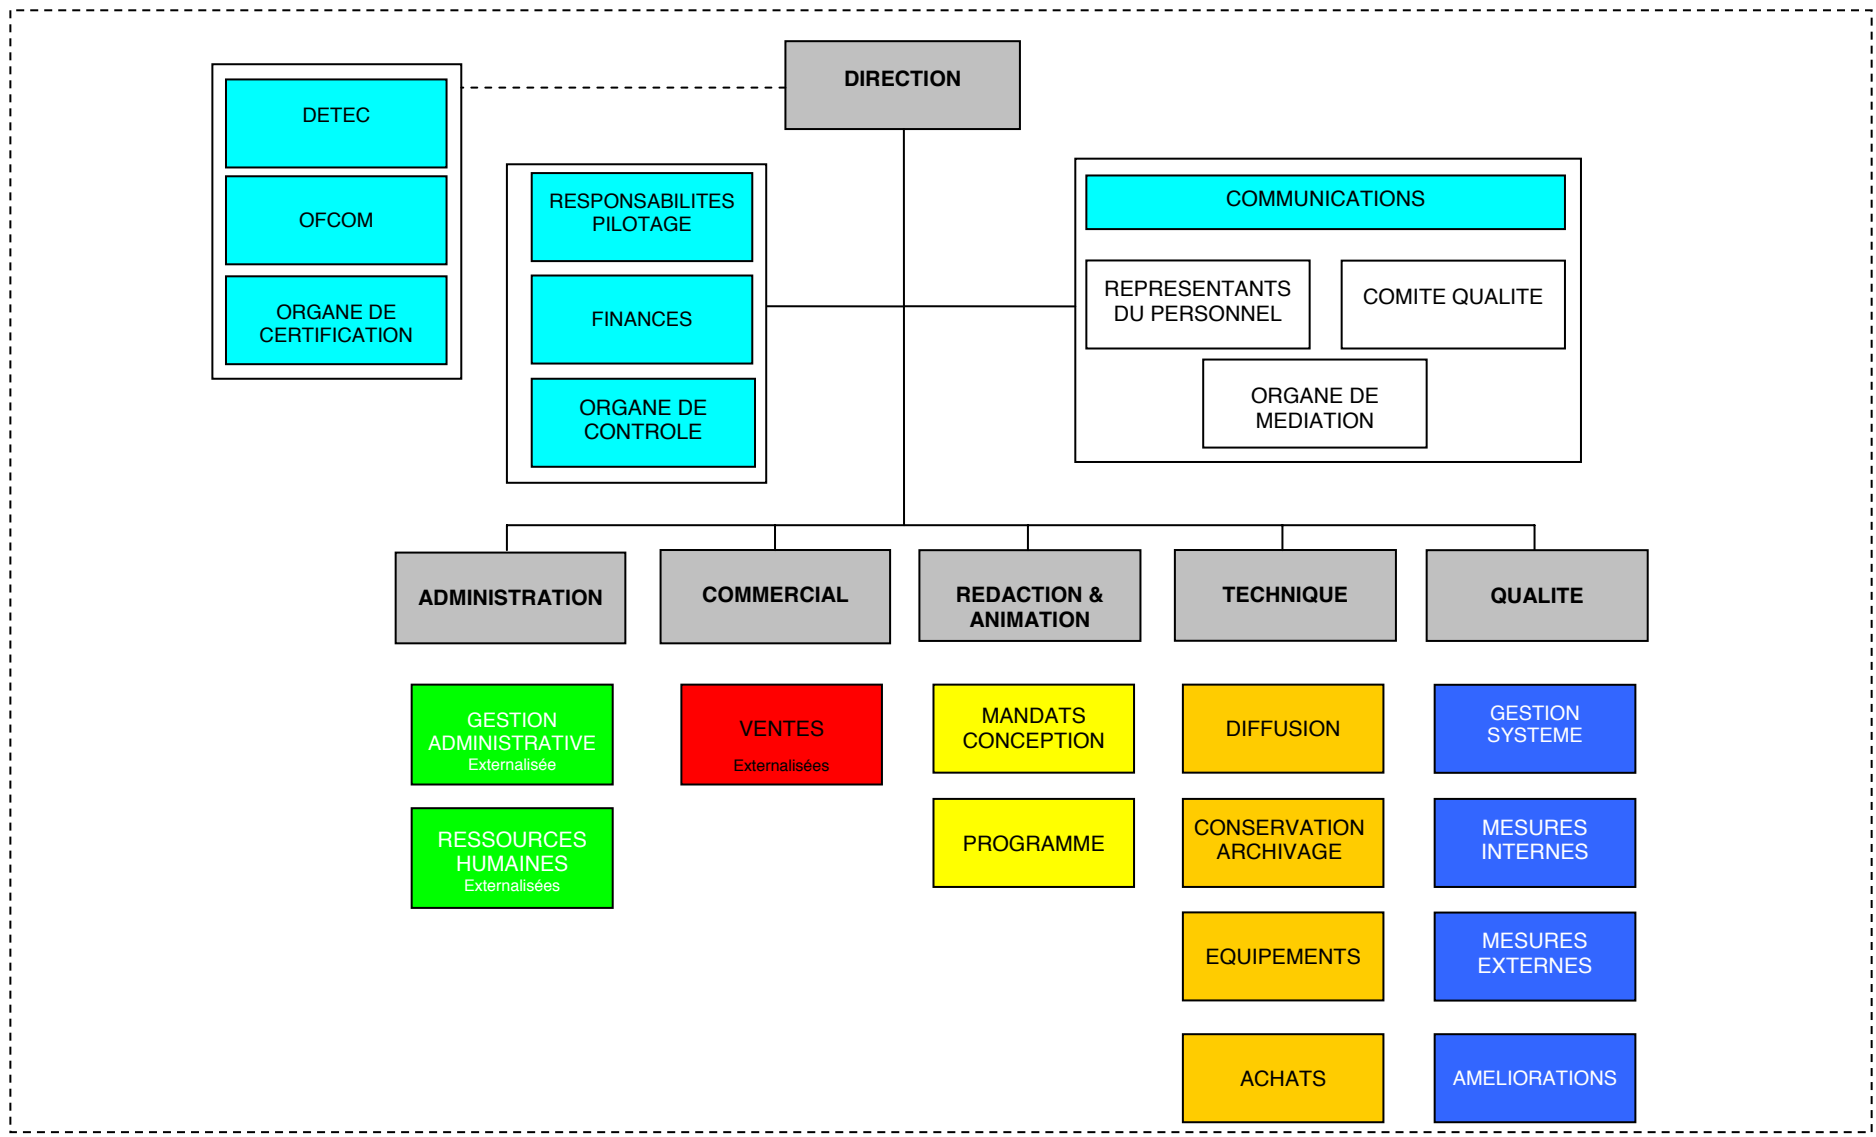 DIRECTION
DETEC
OFCOM
ORGANE DE
CERTIFICATION
RESPONSABILITES
PILOTAGE
FINANCES
ORGANE DE
CONTROLE
COMMUNICATIONS
REPRESENTANTS
DU PERSONNEL
COMITE QUALITE
ORGANE DE
MEDIATION
ADMINISTRATION
COMMERCIAL
REDACTION &
ANIMATION
TECHNIQUE
QUALITE
GESTION
ADMINISTRATIVE
Externalisée
RESSOURCES
HUMAINES
Externalisées
VENTES
Externalisées
MANDATS
CONCEPTION
PROGRAMME
DIFFUSION
CONSERVATION
ARCHIVAGE
EQUIPEMENTS
ACHATS
GESTION
SYSTEME
MESURES
INTERNES
MESURES
EXTERNES
AMELIORATIONS